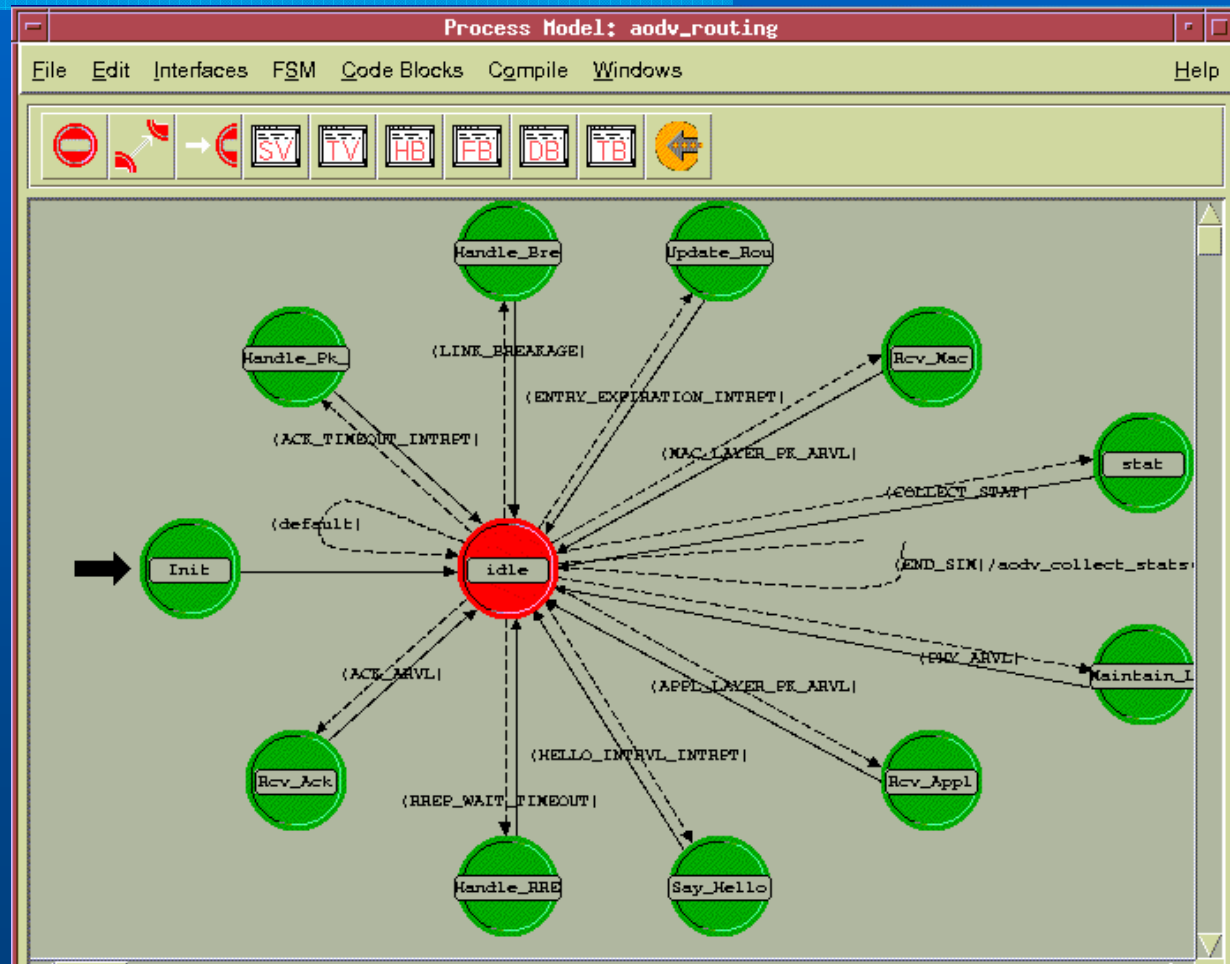 Process Model: aodv_routing
File Edit Interfaces FSM Code Blocks Compile Windows Help
SV TV HB FB DB TB
Handle_Bre
Update_Rou
Handle_Pk_
(LINK_BREAKAGE)
Rcv_Mac
(ENTRY_EXPIRATION_INTRPT)
(ACK_TIMEOUT_INTRPT)
(MAC_LAYER_PK_ARVL)
stat
(COLLECT_STAT)
(default)
Init
idle
(END_SIM)/aodv_collect_stats
(PHY_ARVL)
(ACK_ARVL)
(APPL_LAYER_PK_ARVL)
Maintain_L
(HELLO_INTRVL_INTRPT)
Rcv_Ack
Rcv_Appl
(RREP_WAIT_TIMEOUT)
Handle_RRE
Say_Hello